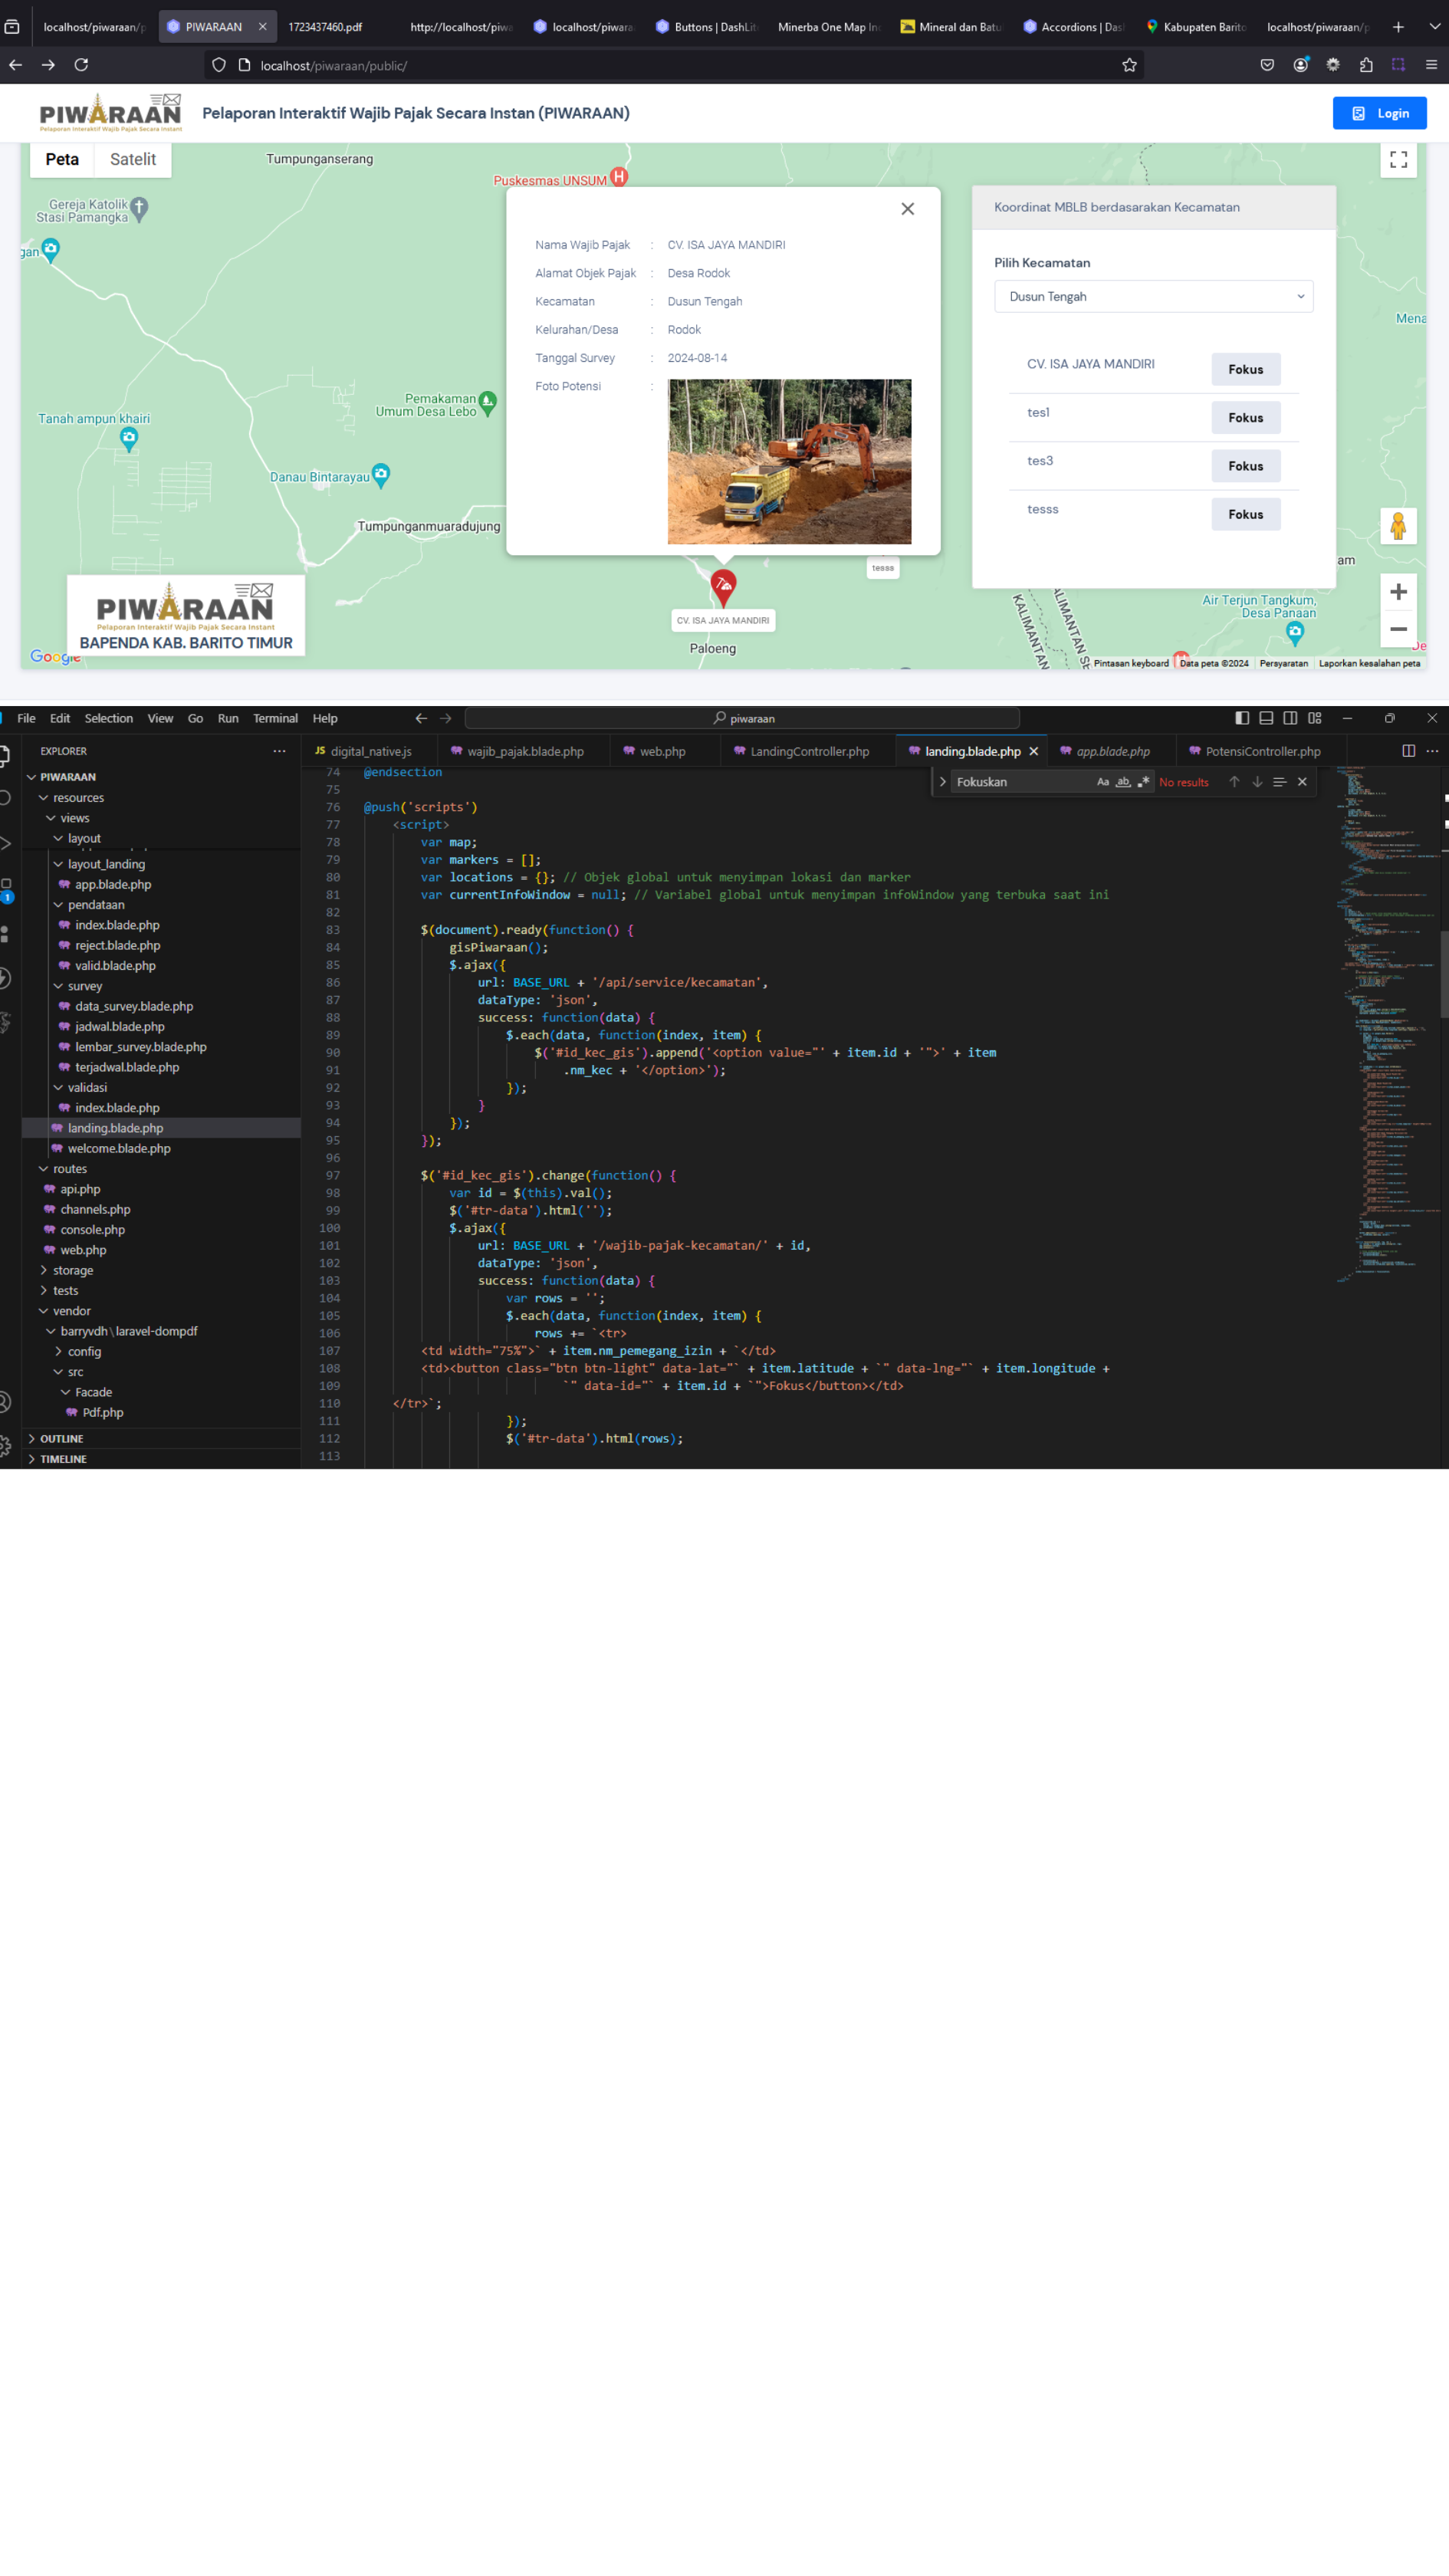 localhost/piwaraan/p
PIWARAAN
1723437460.pdf
http://localhost/piwa
localhost/piwara
Buttons | DashLit
Minerba One Map In
Mineral dan Batu
Accordions | Das
Kabupaten Barito
localhost/piwaraan/p
localhost/piwaraan/public/
PIWARAAN
Pelaporan Interaktif Wajib Pajak Secara Instant
Pelaporan Interaktif Wajib Pajak Secara Instan (PIWARAAN)
Login
Peta
Satelit
Tumpunganserang
Puskesmas UNSUM
Gereja Katolik
Stasi Pamangka
gan
Tanah ampun khairi
Pemakaman
Umum Desa Lebo
Danau Bintarayau
Tumpunganmuaradujung
Nama Wajib Pajak : CV. ISA JAYA MANDIRI
Alamat Objek Pajak : Desa Rodok
Kecamatan : Dusun Tengah
Kelurahan/Desa : Rodok
Tanggal Survey : 2024-08-14
Foto Potensi :
Koordinat MBLB berdasarakan Kecamatan
Pilih Kecamatan
Dusun Tengah
CV. ISA JAYA MANDIRI Fokus
tes1 Fokus
tes3 Fokus
tesss Fokus
Mena
am
tesss
CV. ISA JAYA MANDIRI
Paloeng
KALIMANTAN
Air Terjun Tangkum,
Desa Panaan
De
PIWARAAN
Pelaporan Interaktif Wajib Pajak Secara Instant
BAPENDA KAB. BARITO TIMUR
Google
Pintasan keyboard
Data peta ©2024
Persyaratan
Laporkan kesalahan peta
File Edit Selection View Go Run Terminal Help
piwaraan
EXPLORER
PIWARAAN
resources
views
layout
layout_landing
app.blade.php
pendataan
index.blade.php
reject.blade.php
valid.blade.php
survey
data_survey.blade.php
jadwal.blade.php
lembar_survey.blade.php
terjadwal.blade.php
validasi
index.blade.php
landing.blade.php
welcome.blade.php
routes
api.php
channels.php
console.php
web.php
storage
tests
vendor
barryvdh\laravel-dompdf
config
src
Facade
Pdf.php
OUTLINE
TIMELINE
1
JS digital_native.js
wajib_pajak.blade.php
web.php
LandingController.php
landing.blade.php
app.blade.php
PotensiController.php
Fokuskan
Aa
ab
.*
No results
74 @endsection
75
76 @push('scripts')
77 <script>
78 var map;
79 var markers = [];
80 var locations = {}; // Objek global untuk menyimpan lokasi dan marker
81 var currentInfoWindow = null; // Variabel global untuk menyimpan infoWindow yang terbuka saat ini
82
83 $(document).ready(function() {
84 gisPiwaraan();
85 $.ajax({
86 url: BASE_URL + '/api/service/kecamatan',
87 dataType: 'json',
88 success: function(data) {
89 $.each(data, function(index, item) {
90 $('#id_kec_gis').append('<option value="' + item.id + '">' + item
91 .nm_kec + '</option>');
92 });
93 }
94 });
95 });
96
97 $('#id_kec_gis').change(function() {
98 var id = $(this).val();
99 $('#tr-data').html('');
100 $.ajax({
101 url: BASE_URL + '/wajib-pajak-kecamatan/' + id,
102 dataType: 'json',
103 success: function(data) {
104 var rows = '';
105 $.each(data, function(index, item) {
106 rows += `<tr>
107 <td width="75%">` + item.nm_pemegang_izin + `</td>
108 <td><button class="btn btn-light" data-lat="` + item.latitude + `" data-lng="` + item.longitude +
109 `" data-id="` + item.id + `">Fokus</button></td>
110 </tr>`;
111 });
112 $('#tr-data').html(rows);
113